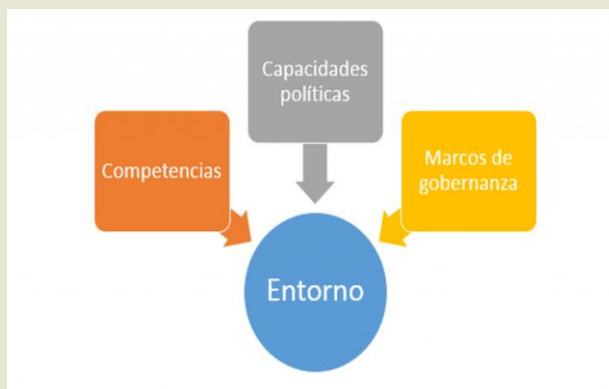 Capacidades
políticas
Competencias
Marcos de
gobernanza
Entorno